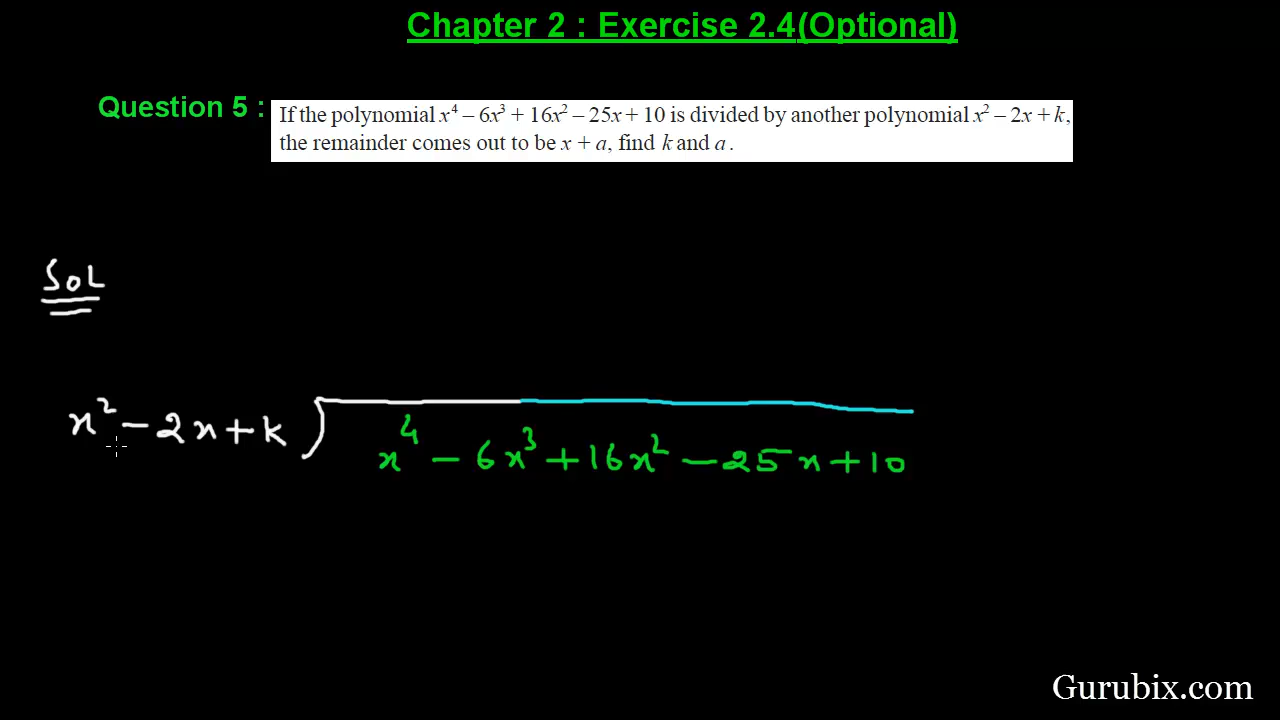 Chapter 2 : Exercise 2.4(Optional)
Question 5 :
If the polynomial x⁴ – 6x³ + 16x² – 25x + 10 is divided by another polynomial x² – 2x + k,
the remainder comes out to be x + a, find k and a .
SOL
x² – 2x + k ) x⁴ – 6x³ + 16x² – 25x + 10
Gurubix.com